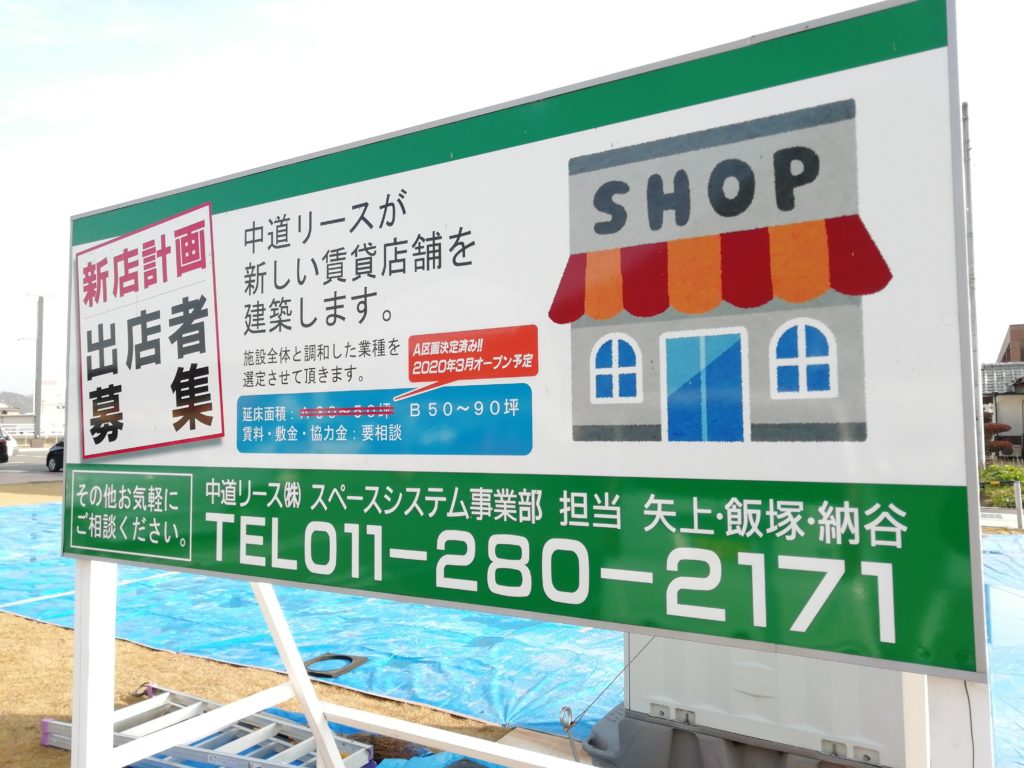 新店計画
出店者
募集
中道リースが
新しい賃貸店舗を
建築します。
施設全体と調和した業種を
選定させて頂きます。
A区画決定済み!!
2020年3月オープン予定
延床面積：A30～50坪　B50～90坪
賃料・敷金・協力金：要相談
SHOP
その他お気軽に
ご相談ください。
中道リース㈱ スペースシステム事業部 担当 矢上・飯塚・納谷
TEL011-280-2171